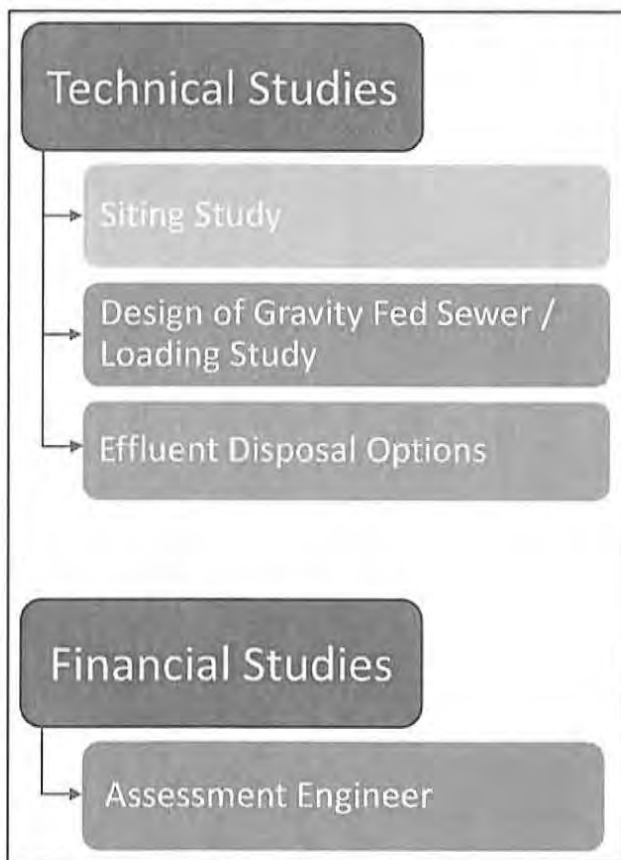 Technical Studies
Siting Study
Design of Gravity Fed Sewer /
Loading Study
Effluent Disposal Options
Financial Studies
Assessment Engineer